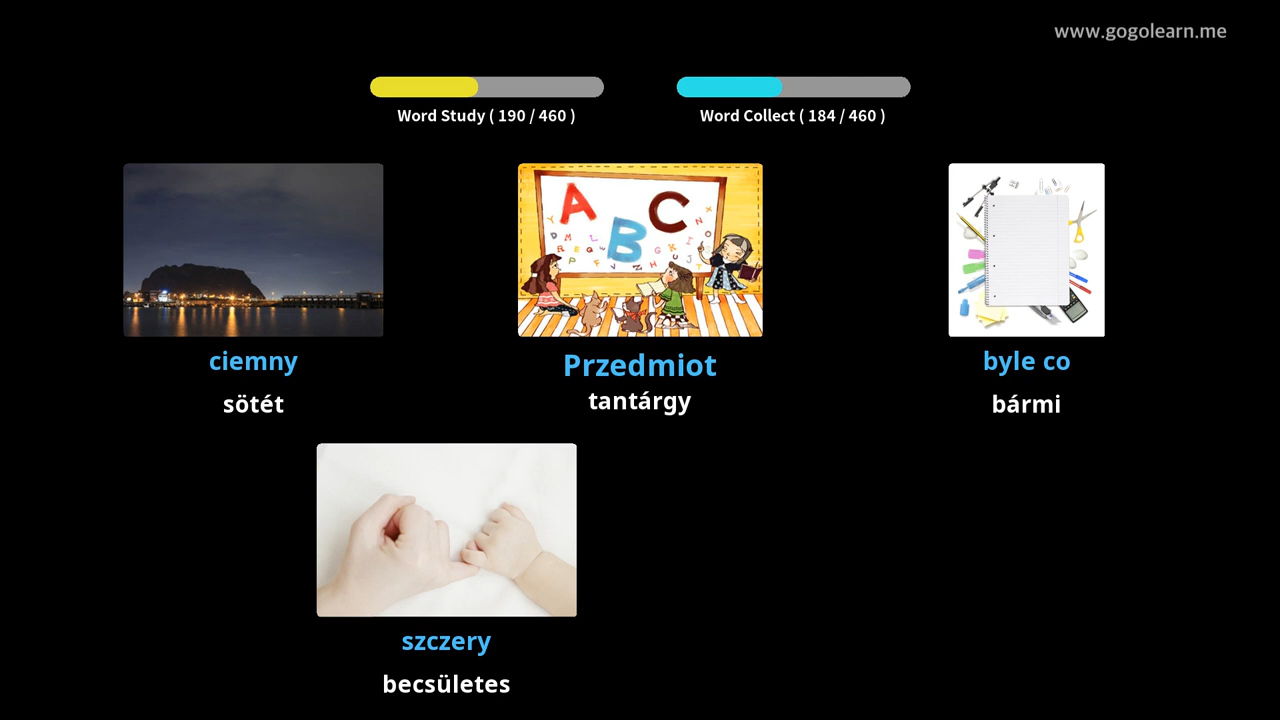 www.gogolearn.me
Word Study ( 190 / 460 )
Word Collect ( 184 / 460 )
A B C
ciemny
Przedmiot
byle co
sötét
tantárgy
bármi
szczery
becsületes